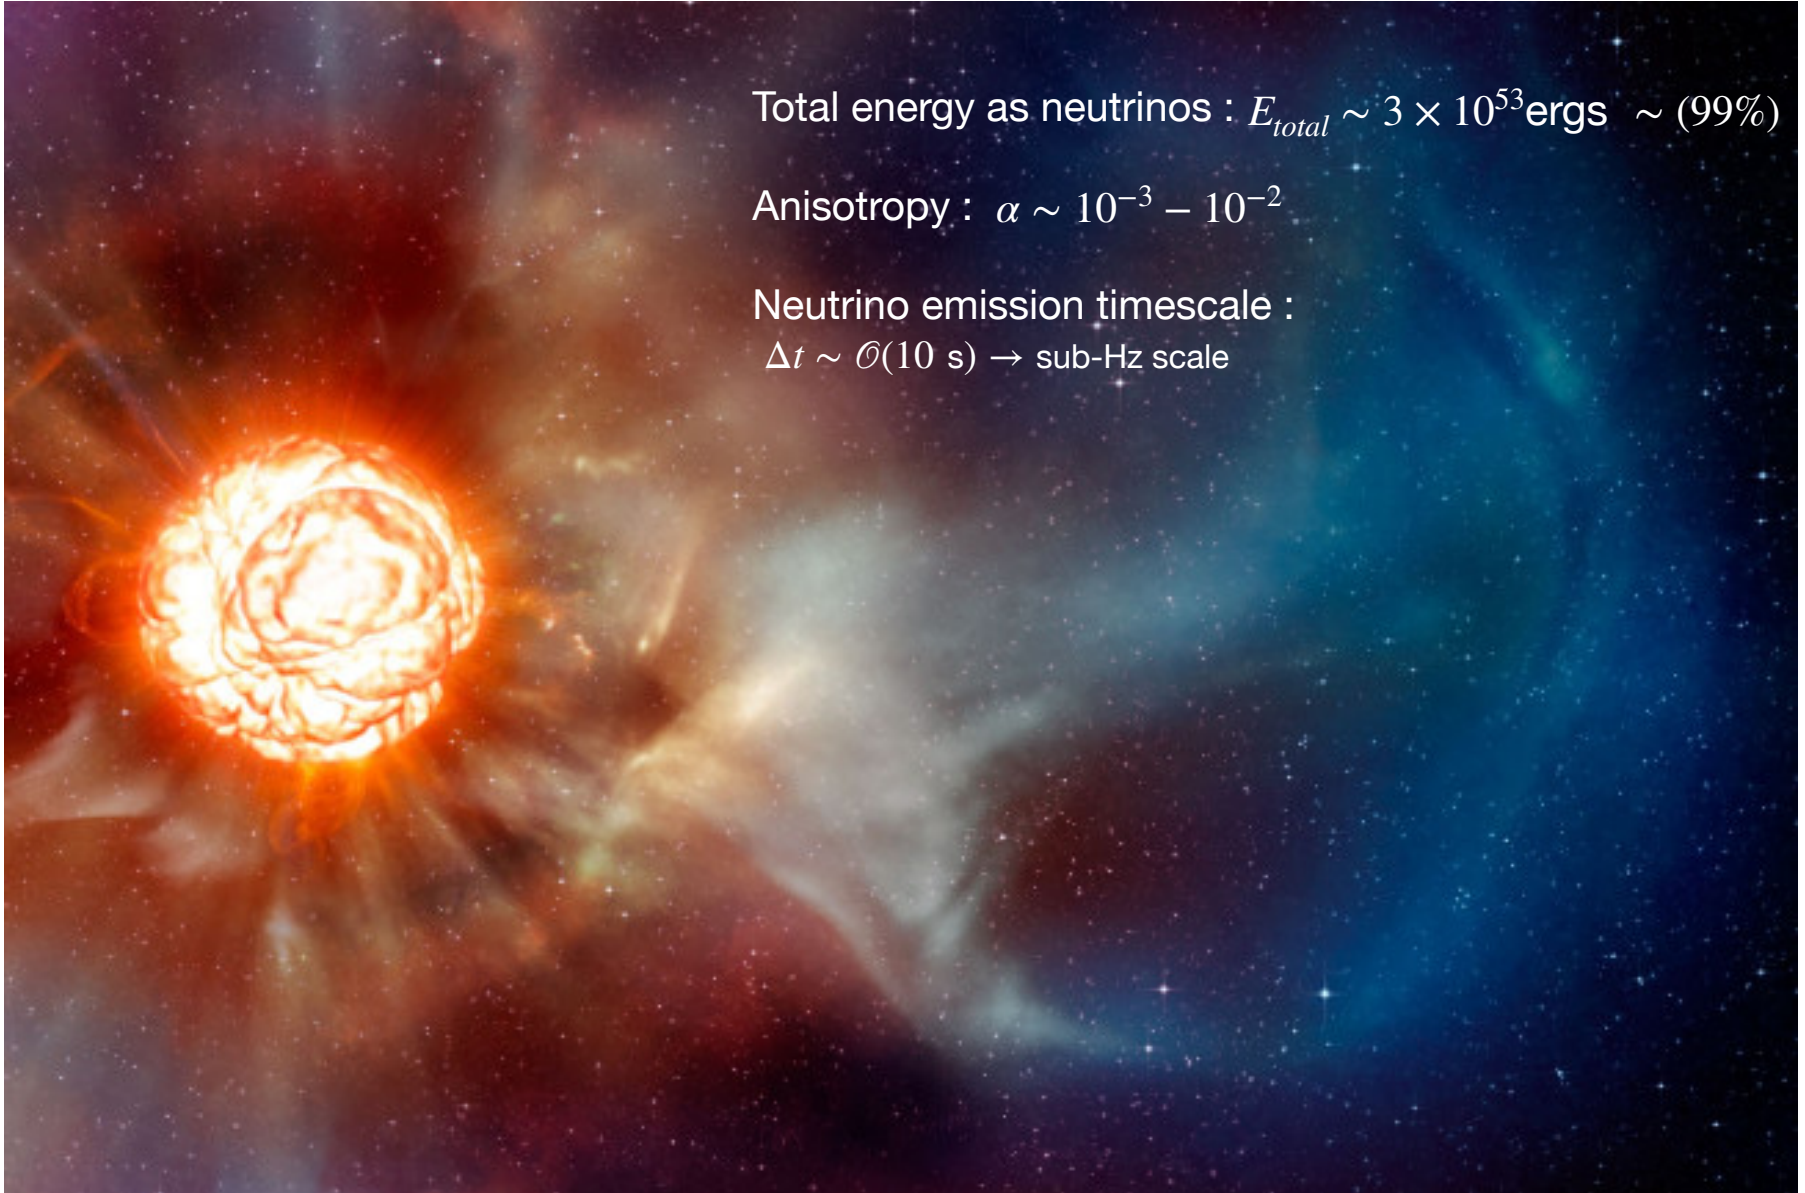 Total energy as neutrinos : E_total ∼ 3 × 10^53 ergs ∼ (99%)
Anisotropy : α ∼ 10^−3 − 10^−2
Neutrino emission timescale :
Δt ∼ 𝒪(10 s) → sub-Hz scale